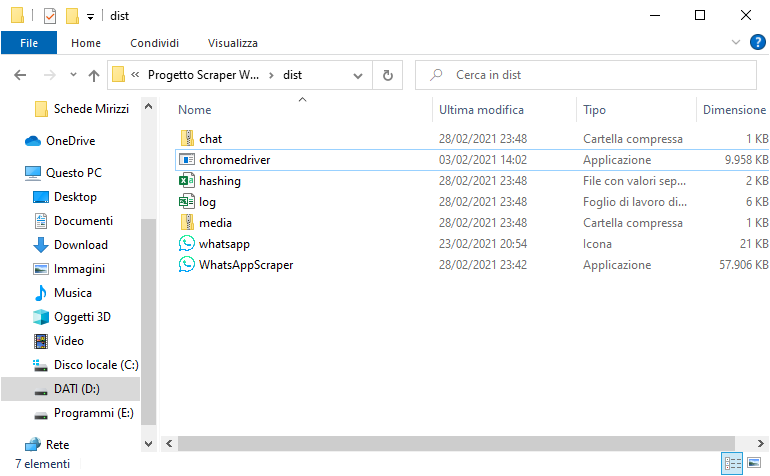 dist
File Home Condividi Visualizza
Progetto Scraper W... dist
Cerca in dist
Schede Mirizzi
OneDrive
Questo PC
Desktop
Documenti
Download
Immagini
Musica
Oggetti 3D
Video
Disco locale (C:)
DATI (D:)
Programmi (E:)
Rete
Nome Ultima modifica Tipo Dimensione
chat 28/02/2021 23:48 Cartella compressa 1 KB
chromedriver 03/02/2021 14:02 Applicazione 9.958 KB
hashing 28/02/2021 23:48 File con valori sep... 2 KB
log 28/02/2021 23:48 Foglio di lavoro di... 6 KB
media 28/02/2021 23:48 Cartella compressa 1 KB
whatsapp 23/02/2021 20:54 Icona 21 KB
WhatsAppScraper 28/02/2021 23:42 Applicazione 57.906 KB
7 elementi